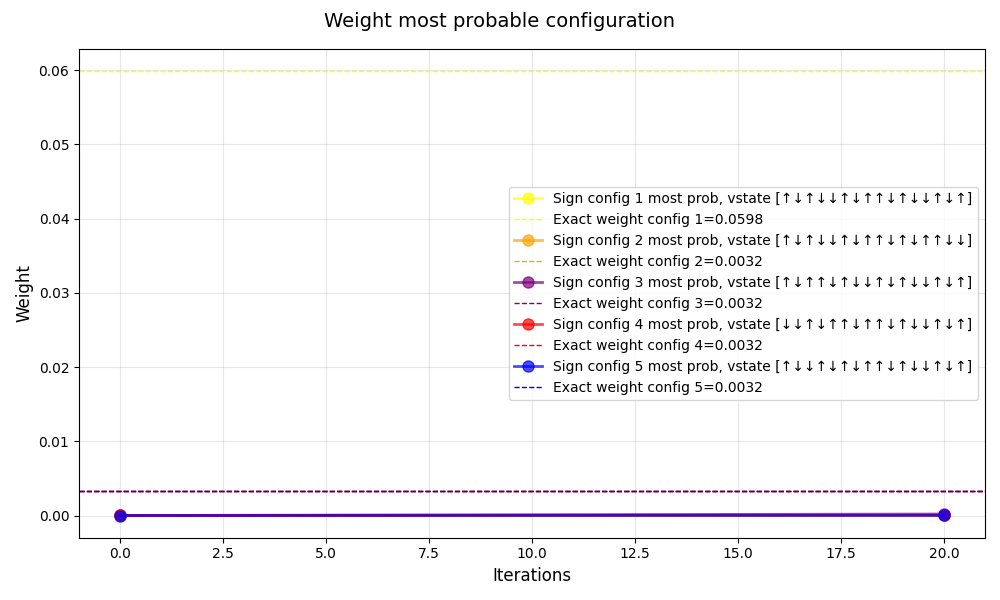 Weight most probable configuration
Weight
0.06
0.05
0.04
0.03
0.02
0.01
0.00
Sign config 1 most prob, vstate [↑↓↑↓↓↑↓↑↑↓↑↓↓↑↓↑]
Exact weight config 1=0.0598
Sign config 2 most prob, vstate [↑↓↑↓↓↑↓↑↑↓↑↓↑↑↓↓]
Exact weight config 2=0.0032
Sign config 3 most prob, vstate [↑↓↑↑↓↑↓↓↑↓↑↓↓↑↓↑]
Exact weight config 3=0.0032
Sign config 4 most prob, vstate [↓↓↑↓↑↑↓↑↑↓↑↓↓↑↓↑]
Exact weight config 4=0.0032
Sign config 5 most prob, vstate [↑↓↓↑↓↑↓↑↑↓↑↓↓↑↓↑]
Exact weight config 5=0.0032
0.0 2.5 5.0 7.5 10.0 12.5 15.0 17.5 20.0
Iterations